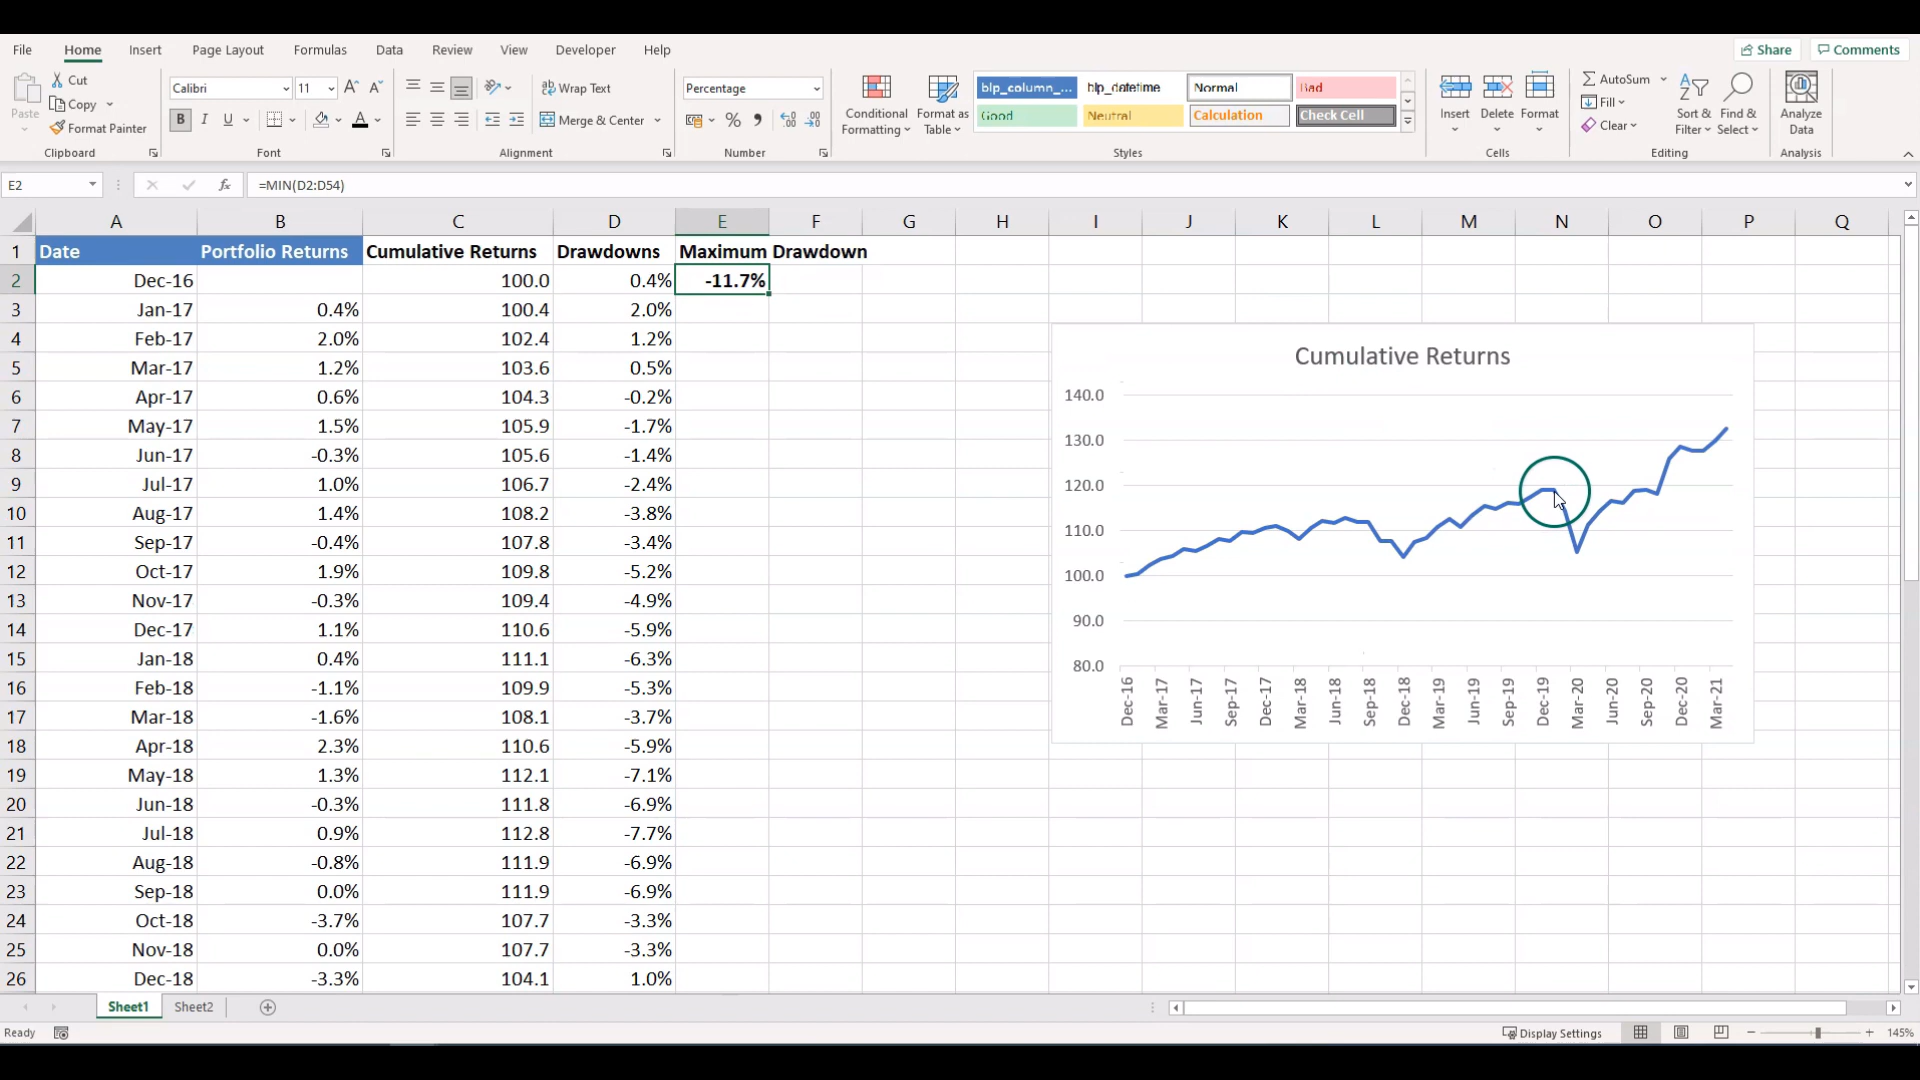 File Home Insert Page Layout Formulas Data Review View Developer Help Share Comments
Paste Cut Copy Format Painter
Clipboard
Calibri 11
B I U A
Font
Wrap Text
Merge & Center
Alignment
Percentage
%
Number
Conditional Formatting
Format as Table
blp_column_... blp_datetime Normal Bad
Good Neutral Calculation Check Cell
Styles
Insert Delete Format
Cells
AutoSum
Fill
Clear
Sort & Filter
Find & Select
Editing
Analyze Data
Analysis
E2 fx =MIN(D2:D54)
A B C D E F G H I J K L M N O P Q
1 Date Portfolio Returns Cumulative Returns Drawdowns Maximum Drawdown
2 Dec-16 100.0 0.4% -11.7%
3 Jan-17 0.4% 100.4 2.0%
4 Feb-17 2.0% 102.4 1.2%
5 Mar-17 1.2% 103.6 0.5%
6 Apr-17 0.6% 104.3 -0.2%
7 May-17 1.5% 105.9 -1.7%
8 Jun-17 -0.3% 105.6 -1.4%
9 Jul-17 1.0% 106.7 -2.4%
10 Aug-17 1.4% 108.2 -3.8%
11 Sep-17 -0.4% 107.8 -3.4%
12 Oct-17 1.9% 109.8 -5.2%
13 Nov-17 -0.3% 109.4 -4.9%
14 Dec-17 1.1% 110.6 -5.9%
15 Jan-18 0.4% 111.1 -6.3%
16 Feb-18 -1.1% 109.9 -5.3%
17 Mar-18 -1.6% 108.1 -3.7%
18 Apr-18 2.3% 110.6 -5.9%
19 May-18 1.3% 112.1 -7.1%
20 Jun-18 -0.3% 111.8 -6.9%
21 Jul-18 0.9% 112.8 -7.7%
22 Aug-18 -0.8% 111.9 -6.9%
23 Sep-18 0.0% 111.9 -6.9%
24 Oct-18 -3.7% 107.7 -3.3%
25 Nov-18 0.0% 107.7 -3.3%
26 Dec-18 -3.3% 104.1 1.0%
Cumulative Returns
140.0
130.0
120.0
110.0
100.0
90.0
80.0
Dec-16 Mar-17 Jun-17 Sep-17 Dec-17 Mar-18 Jun-18 Sep-18 Dec-18 Mar-19 Jun-19 Sep-19 Dec-19 Mar-20 Jun-20 Sep-20 Dec-20 Mar-21
Sheet1 Sheet2
Ready Display Settings 145%